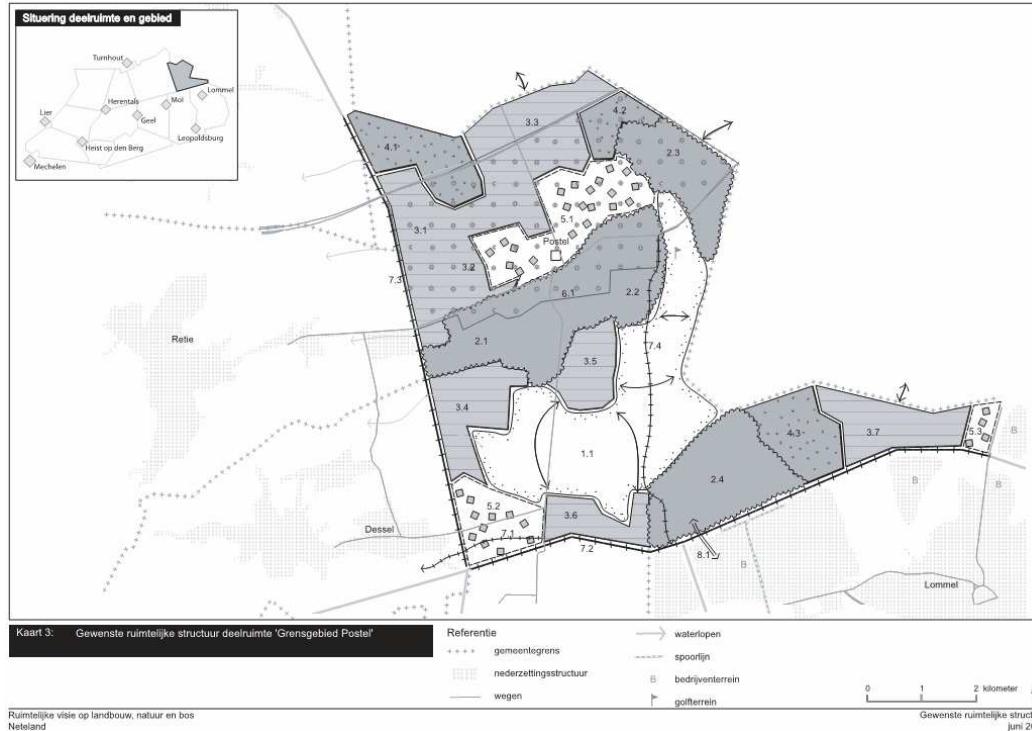 Situering deelruimte en gebied
Turnhout
Lommel
Herentals
Mol
Lier
Geel
Leopoldsburg
Heist op den Berg
Mechelen
3.3
4.2
4.1
2.3
5.1
3.1
Postel
3.2
7.3
6.1
2.2
2.1
7.4
Retie
3.5
3.4
5.3
B
4.3
3.7
1.1
2.4
B
B
5.2
3.6
Dessel
7.1
7.2
8.1
B
Lommel
Kaart 3: Gewenste ruimtelijke structuur deelruimte 'Grensgebied Postel'
Referentie
gemeentegrens
nederzettingsstructuur
wegen
waterlopen
spoorlijn
B bedrijventerrein
golfterrein
0 1 2 kilometer
Ruimtelijke visie op landbouw, natuur en bos
Neteland
Gewenste ruimtelijke struct
juni 20